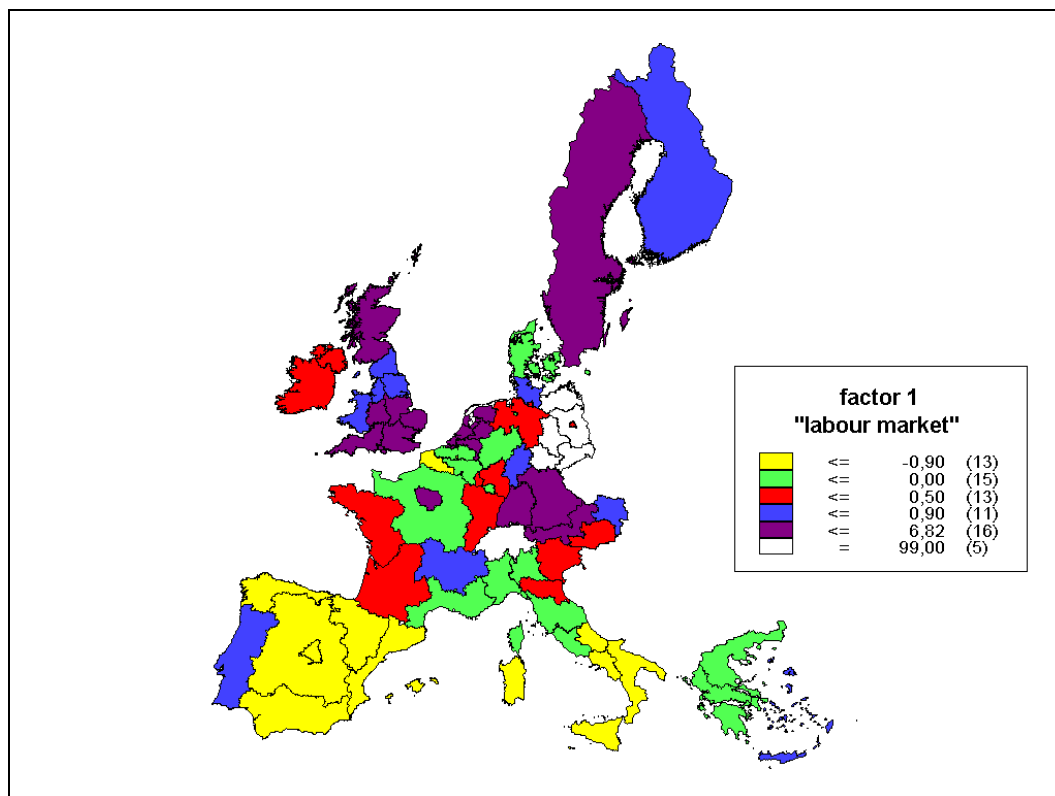 factor 1
"labour market"
<= -0,90 (13)
<= 0,00 (15)
<= 0,50 (13)
<= 0,90 (11)
<= 6,82 (16)
= 99,00 (5)